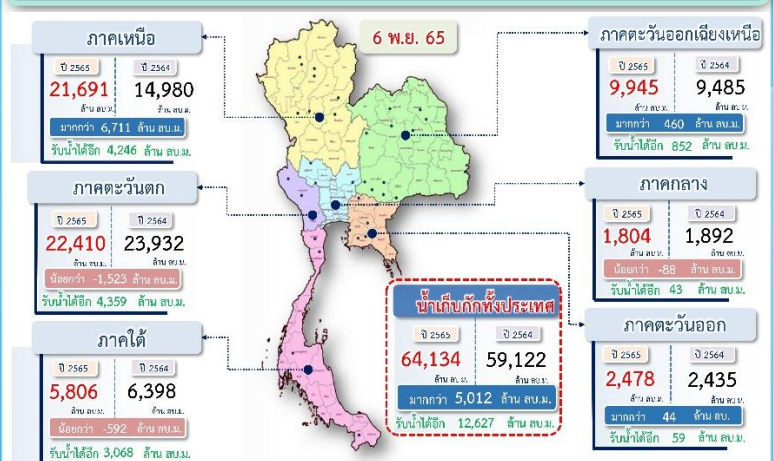 6 พ.ย. 65
ภาคเหนือ
ปี 2565 ปี 2564
21,691 14,980
ล้าน ลบ.ม. ล้าน ลบ.ม.
มากกว่า 6,711 ล้าน ลบ.ม.
รับน้ำได้อีก 4,246 ล้าน ลบ.ม.
ภาคตะวันออกเฉียงเหนือ
ปี 2565 ปี 2564
9,945 9,485
ล้าน ลบ.ม. ล้าน ลบ.ม.
มากกว่า 460 ล้าน ลบ.ม.
รับน้ำได้อีก 852 ล้าน ลบ.ม.
ภาคตะวันตก
ปี 2565 ปี 2564
22,410 23,932
ล้าน ลบ.ม. ล้าน ลบ.ม.
น้อยกว่า -1,523 ล้าน ลบ.ม.
รับน้ำได้อีก 4,359 ล้าน ลบ.ม.
ภาคกลาง
ปี 2565 ปี 2564
1,804 1,892
ล้าน ลบ.ม. ล้าน ลบ.ม.
น้อยกว่า -88 ล้าน ลบ.ม.
รับน้ำได้อีก 43 ล้าน ลบ.ม.
ภาคใต้
ปี 2565 ปี 2564
5,806 6,398
ล้าน ลบ.ม. ล้าน ลบ.ม.
น้อยกว่า -592 ล้าน ลบ.ม.
รับน้ำได้อีก 3,068 ล้าน ลบ.ม.
น้ำเก็บกักทั้งประเทศ
ปี 2565 ปี 2564
64,134 59,122
ล้าน ลบ.ม. ล้าน ลบ.ม.
มากกว่า 5,012 ล้าน ลบ.ม.
รับน้ำได้อีก 12,627 ล้าน ลบ.ม.
ภาคตะวันออก
ปี 2565 ปี 2564
2,478 2,435
ล้าน ลบ.ม. ล้าน ลบ.ม.
มากกว่า 44 ล้าน ลบ.
รับน้ำได้อีก 59 ล้าน ลบ.ม.